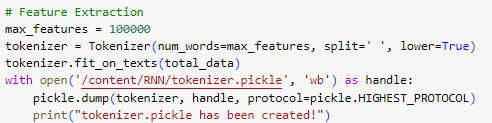 # Feature Extraction
max_features = 100000
tokenizer = Tokenizer(num_words=max_features, split=' ', lower=True)
tokenizer.fit_on_texts(total_data)
with open('/content/RNN/tokenizer.pickle', 'wb') as handle:
    pickle.dump(tokenizer, handle, protocol=pickle.HIGHEST_PROTOCOL)
    print("tokenizer.pickle has been created!")